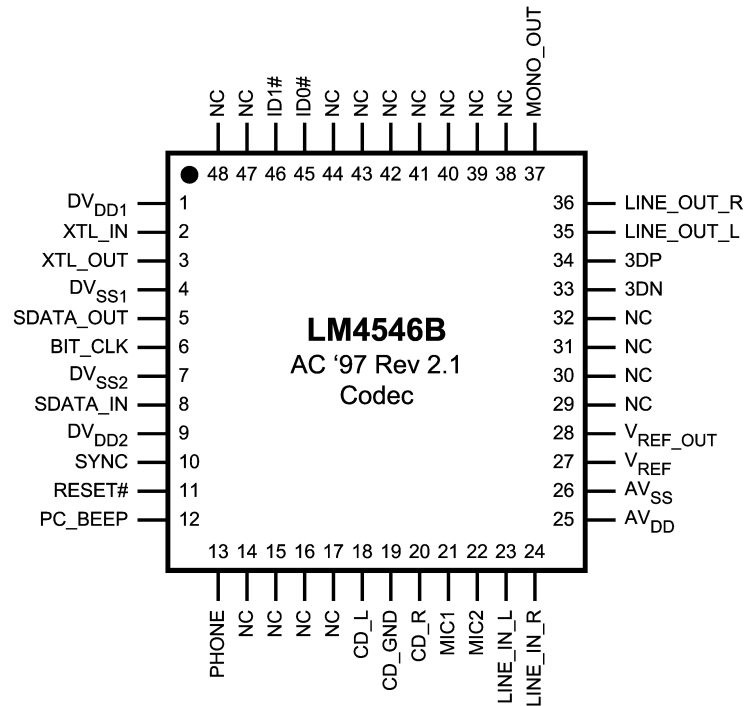 MONO_OUT
NC
NC
ID1#
ID0#
NC
NC
NC
NC
NC
NC
NC
48 47 46 45 44 43 42 41 40 39 38 37
DVDD1 1
XTL_IN 2
XTL_OUT 3
DVSS1 4
SDATA_OUT 5
BIT_CLK 6
DVSS2 7
SDATA_IN 8
DVDD2 9
SYNC 10
RESET# 11
PC_BEEP 12
LM4546B
AC ‘97 Rev 2.1
Codec
36 LINE_OUT_R
35 LINE_OUT_L
34 3DP
33 3DN
32 NC
31 NC
30 NC
29 NC
28 VREF_OUT
27 VREF
26 AVSS
25 AVDD
13 14 15 16 17 18 19 20 21 22 23 24
PHONE
NC
NC
NC
NC
CD_L
CD_GND
CD_R
MIC1
MIC2
LINE_IN_L
LINE_IN_R